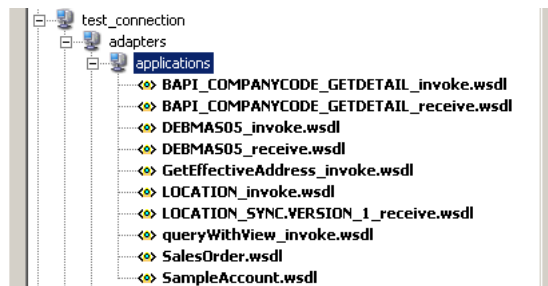 test_connection
adapters
applications
BAPI_COMPANYCODE_GETDETAIL_invoke.wsdl
BAPI_COMPANYCODE_GETDETAIL_receive.wsdl
DEBMAS05_invoke.wsdl
DEBMAS05_receive.wsdl
GetEffectiveAddress_invoke.wsdl
LOCATION_invoke.wsdl
LOCATION_SYNC.VERSION_1_receive.wsdl
queryWithView_invoke.wsdl
SalesOrder.wsdl
SampleAccount.wsdl